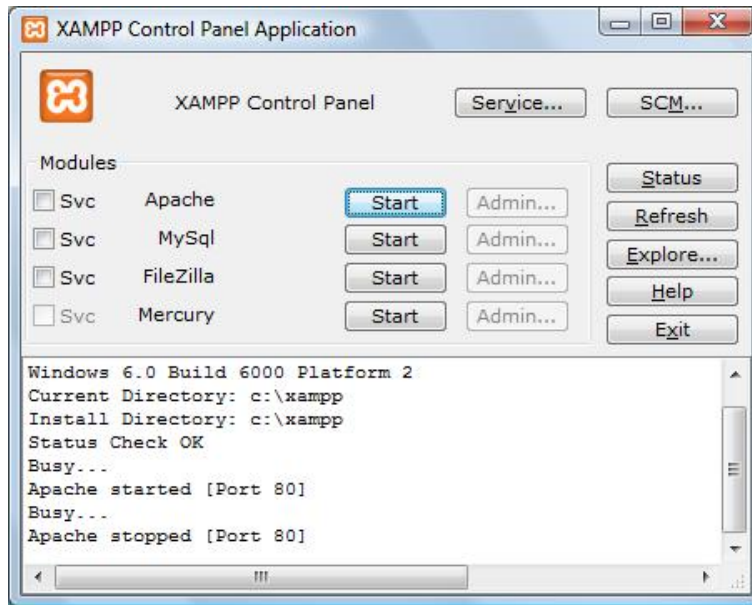 XAMPP Control Panel Application
XAMPP Control Panel Service... SCM...
Modules
Svc Apache Start Admin...
Svc MySql Start Admin...
Svc FileZilla Start Admin...
Svc Mercury Start Admin...
Status
Refresh
Explore...
Help
Exit
Windows 6.0 Build 6000 Platform 2
Current Directory: c:\xampp
Install Directory: c:\xampp
Status Check OK
Busy...
Apache started [Port 80]
Busy...
Apache stopped [Port 80]